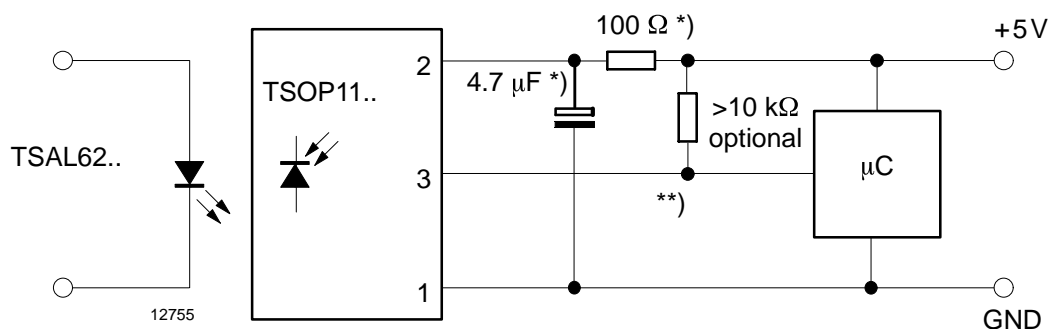 100 Ω *)
+5V
2
4.7 µF *)
TSOP11..
>10 kΩ
optional
TSAL62..
3
µC
**)
1
12755
GND